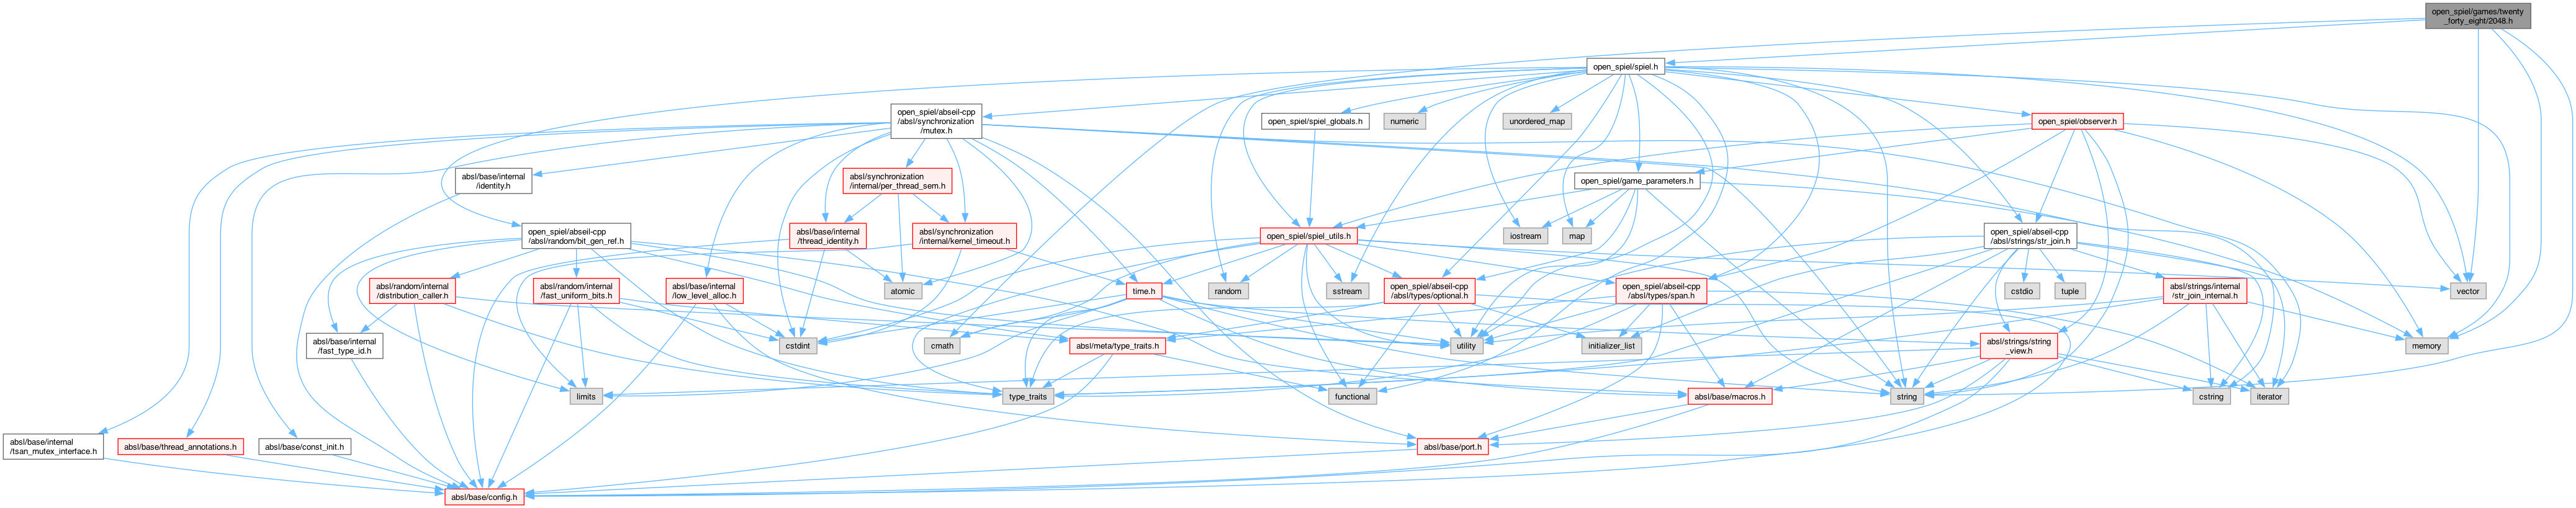 open_spiel/games/twenty
_forty_eight/2048.h
open_spiel/spiel.h
open_spiel/abseil-cpp
/absl/synchronization
/mutex.h
open_spiel/spiel_globals.h
numeric
unordered_map
open_spiel/observer.h
absl/base/internal
/identity.h
absl/synchronization
/internal/per_thread_sem.h
open_spiel/game_parameters.h
open_spiel/abseil-cpp
/absl/random/bit_gen_ref.h
absl/base/internal
/thread_identity.h
absl/synchronization
/internal/kernel_timeout.h
open_spiel/spiel_utils.h
iostream
map
open_spiel/abseil-cpp
/absl/strings/str_join.h
absl/random/internal
/distribution_caller.h
absl/random/internal
/fast_uniform_bits.h
absl/base/internal
/low_level_alloc.h
atomic
time.h
random
sstream
open_spiel/abseil-cpp
/absl/types/optional.h
open_spiel/abseil-cpp
/absl/types/span.h
cstdio
tuple
absl/strings/internal
/str_join_internal.h
vector
absl/base/internal
/fast_type_id.h
cstdint
cmath
absl/meta/type_traits.h
utility
initializer_list
absl/strings/string
_view.h
memory
limits
type_traits
functional
absl/base/macros.h
string
cstring
iterator
absl/base/internal
/tsan_mutex_interface.h
absl/base/thread_annotations.h
absl/base/const_init.h
absl/base/port.h
absl/base/config.h